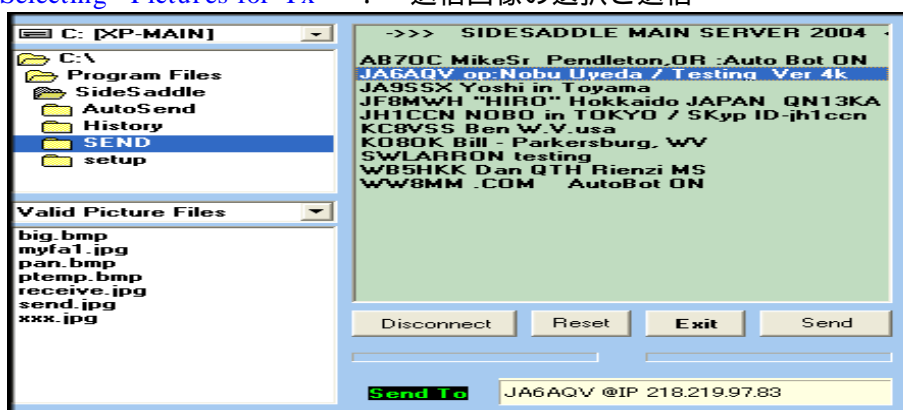 Selecting Pictures for Tx : 送信画像の選択と送信
C: [XP-MAIN]
C:\
Program Files
SideSaddle
AutoSend
History
SEND
setup
Valid Picture Files
big.bmp
myfa1.jpg
pan.bmp
ptemp.bmp
receive.jpg
send.jpg
xxx.jpg
->>> SIDESADDLE MAIN SERVER 2004
AB7OC MikeSr Pendleton,OR :Auto Bot ON
JA6AQV op:Nobu Uyeda / Testing Ver 4k
JA9SSX Yoshi in Toyama
JF8MWH "HIRO" Hokkaido JAPAN QN13KA
JH1CCN NOBO in TOKYO / SKyp ID-jh1ccn
KC8VSS Ben W.V.usa
KO8OK Bill - Parkersburg, WV
SWLARRON testing
WB5HKK Dan QTH Rienzi MS
WW8MM .COM AutoBot ON
Disconnect Reset Exit Send
Send To JA6AQV @IP 218.219.97.83